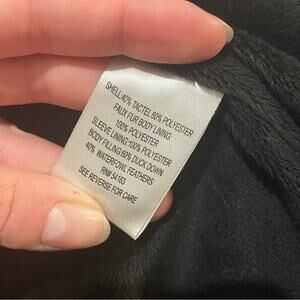 SHELL:40% TACTEL 60% POLYESTER
FAUX FUR BODY LINING:
100% POLYESTER
SLEEVE LINING:100% POLYESTER
BODY FILLING:60% DUCK DOWN
40% WATERFOWL FEATHERS
RN# 54163
SEE REVERSE FOR CARE